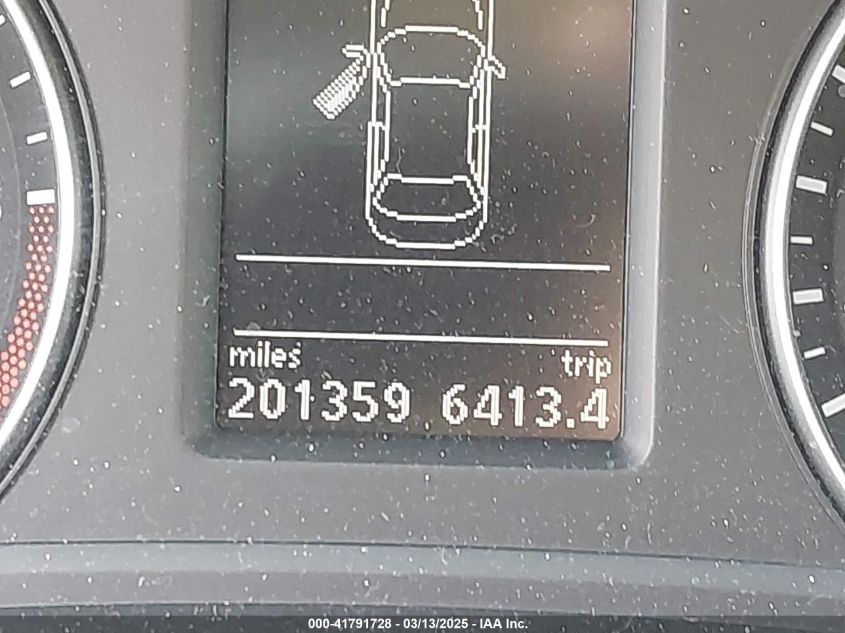 miles trip
201359 6413.4
000-41791728 - 03/13/2025 - IAA Inc.